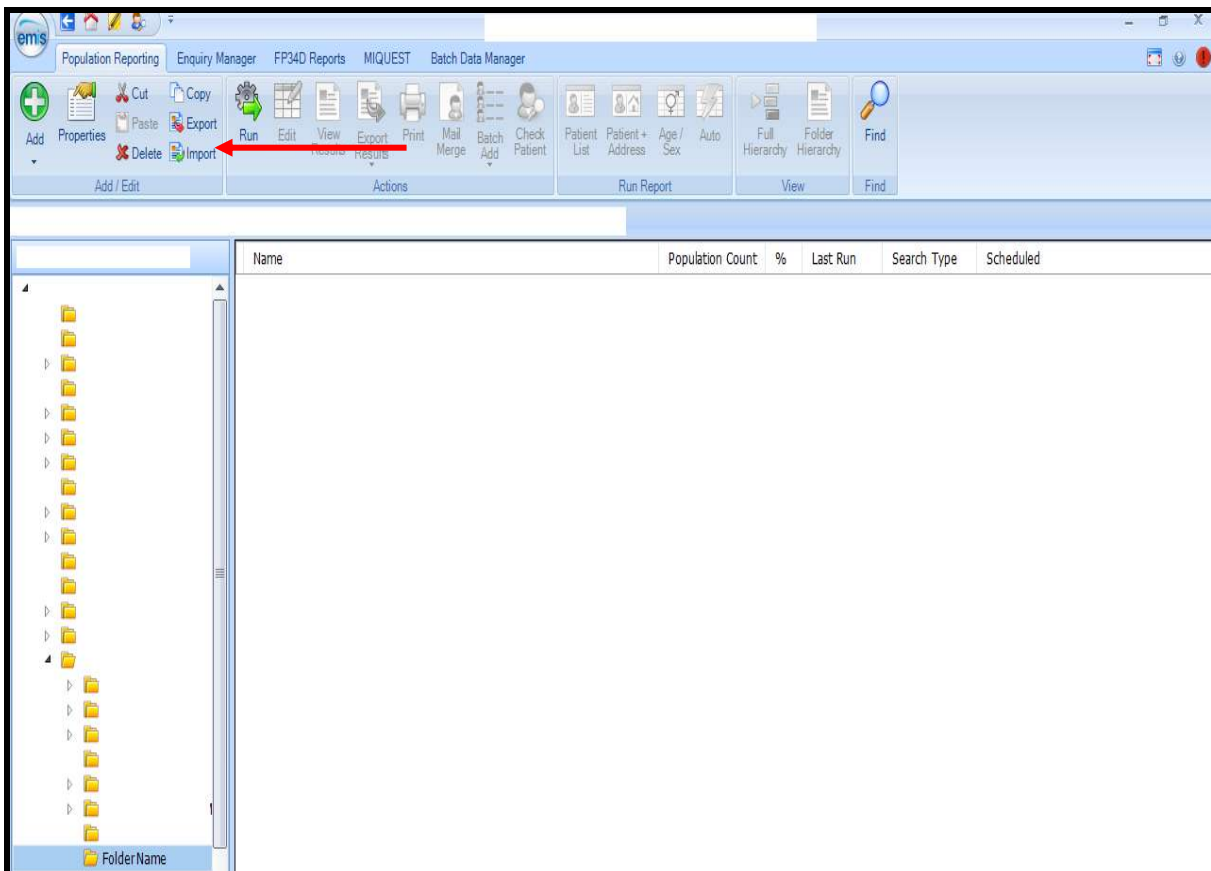 emis
Population Reporting Enquiry Manager FP34D Reports MIQUEST Batch Data Manager
Add
Properties
Cut Copy
Paste Export
Delete Import
Run
Edit
View Results
Export Results
Print
Mail Merge
Batch Add
Check Patient
Patient List
Patient + Address
Age / Sex
Auto
Full Hierarchy
Folder Hierarchy
Find
Add / Edit Actions Run Report View Find
Name Population Count % Last Run Search Type Scheduled
FolderName